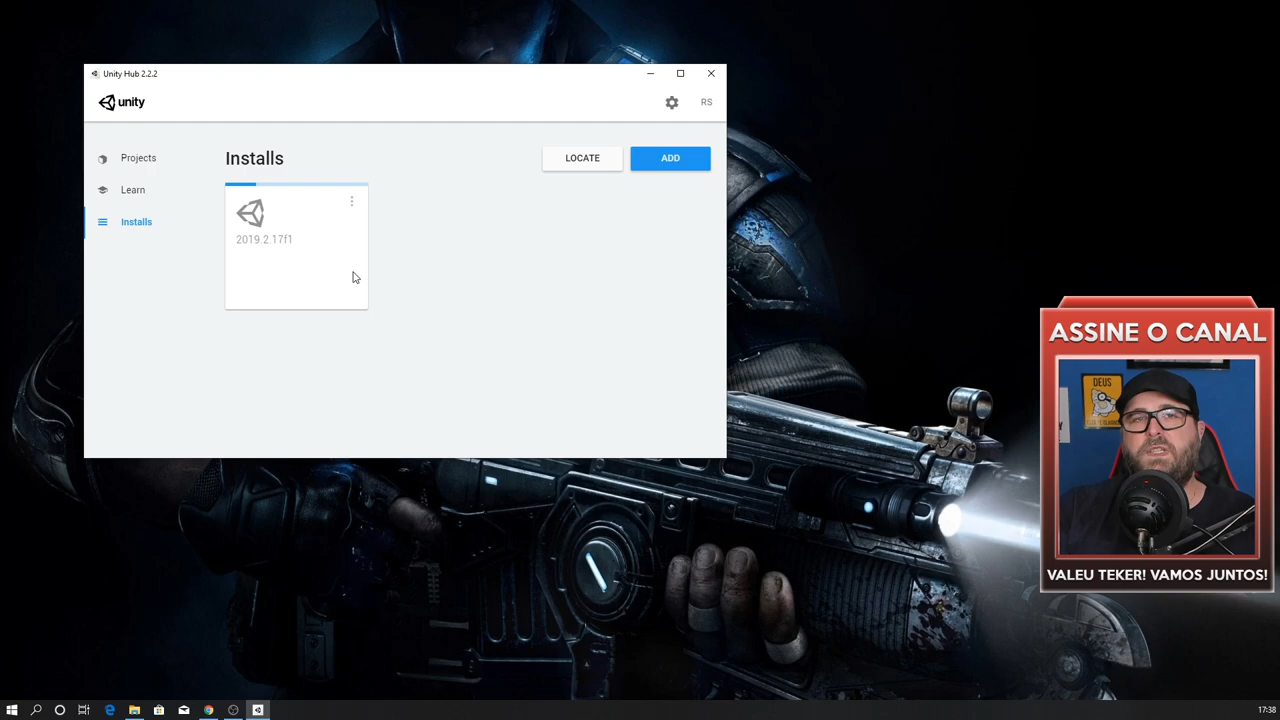 Unity Hub 2.2.2
unity
RS
Projects
Learn
Installs
Installs
LOCATE
ADD
2019.2.17f1
ASSINE O CANAL
DEUS
VALEU TEKER! VAMOS JUNTOS!
17:38